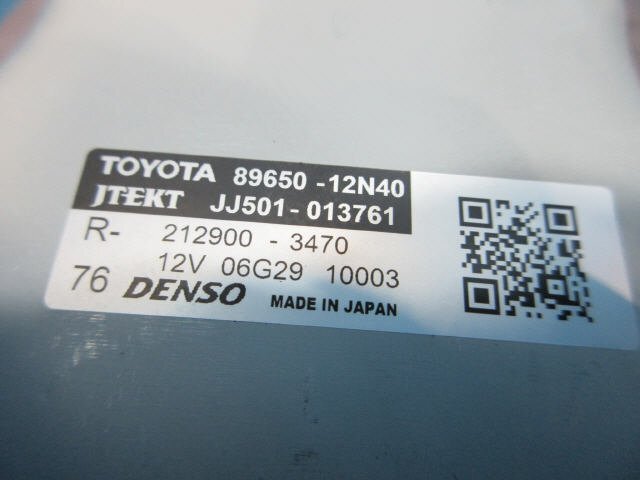 TOYOTA 89650-12N40
JTEKT JJ501-013761
R- 212900-3470
12V 06G29 10003
76 DENSO MADE IN JAPAN